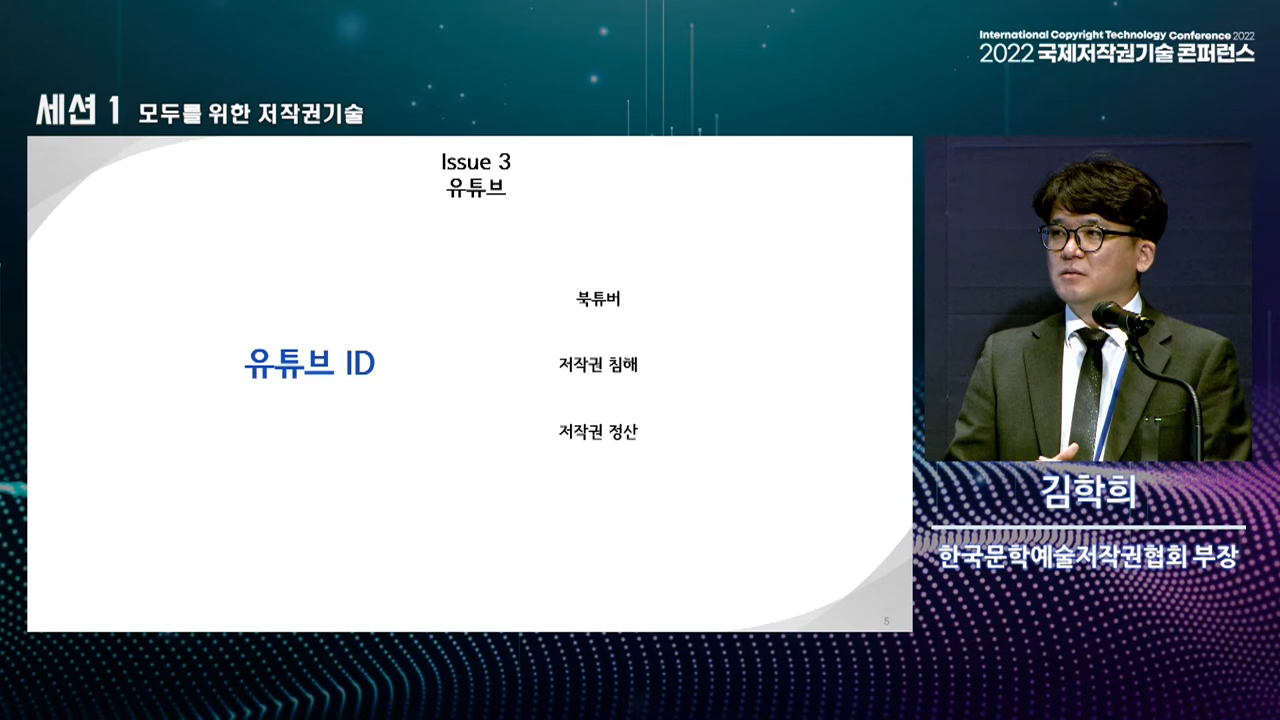 International Copyright Technology Conference 2022
2022 국제저작권기술 콘퍼런스
세션 1 모두를 위한 저작권기술
Issue 3
유튜브
북튜버
유튜브 ID
저작권 침해
저작권 정산
5
김학희
한국문학예술저작권협회 부장